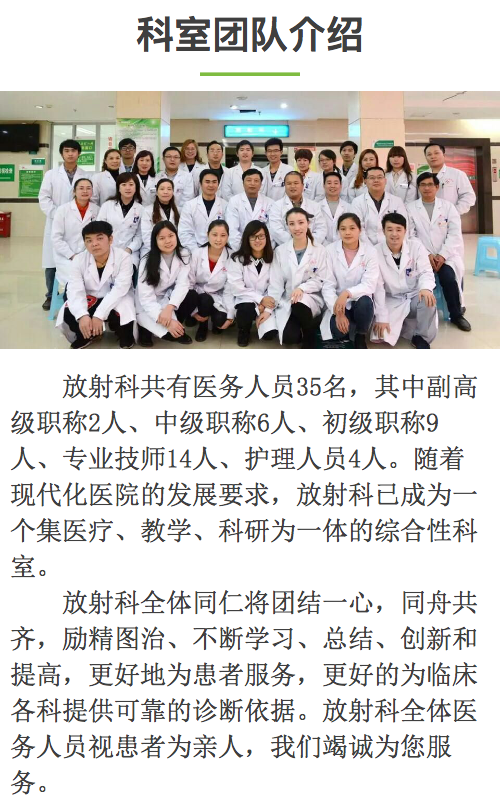 科室团队介绍
放射科共有医务人员35名，其中副高
级职称2人、中级职称6人、初级职称9
人、专业技师14人、护理人员4人。随着
现代化医院的发展要求，放射科已成为一
个集医疗、教学、科研为一体的综合性科
室。
放射科全体同仁将团结一心，同舟共
齐，励精图治、不断学习、总结、创新和
提高，更好地为患者服务，更好的为临床
各科提供可靠的诊断依据。放射科全体医
务人员视患者为亲人，我们竭诚为您服
务。